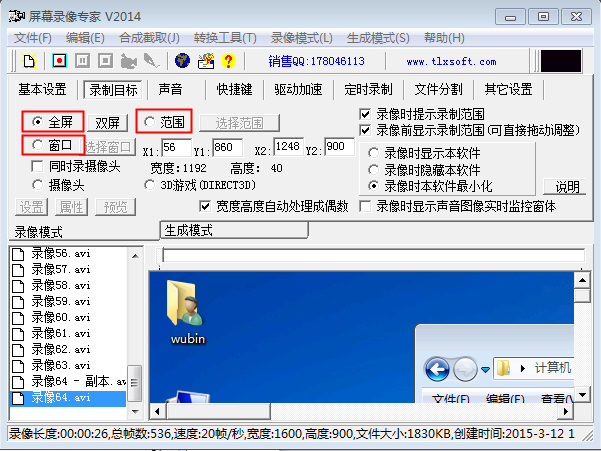 屏幕录像专家 V2014
文件(F) 编辑(E) 合成截取(J) 转换工具(T) 录像模式(L) 生成模式(S) 帮助(H)
销售QQ: 178046113 www.tlxsoft.com
基本设置 录制目标 声音 快捷键 驱动加速 定时录制 文件分割 其它设置
全屏 双屏 范围 选择范围
窗口 选择窗口 X1: 56 Y1: 860 X2: 1248 Y2: 900
同时录摄像头 宽度:1192 高度: 40
摄像头 3D游戏(DIRECT3D)
设置 属性 预览 宽度高度自动处理成偶数
录像时提示录制范围
录像前显示录制范围(可直接拖动调整)
录像时显示本软件
录像时隐藏本软件
录像时本软件最小化 说明
录像时显示声音图像实时监控窗体
录像模式 生成模式
录像56.avi
录像57.avi
录像58.avi
录像59.avi
录像60.avi
录像61.avi
录像62.avi
录像63.avi
录像64 - 副本.av
录像64.avi
wubin
计算机
文件(F) 编辑(E) 查看(V)
录像长度:00:00:26,总帧数:536,速度:20帧/秒,宽度:1600,高度:900,文件大小:1830KB,创建时间:2015-3-12 1